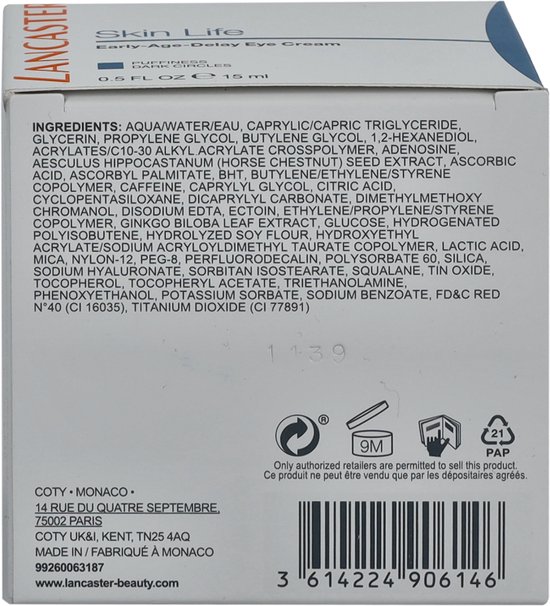 LANCASTER
Skin Life
Early-Age-Delay Eye Cream
PUFFINESS
DARK CIRCLES
0.5 FL OZ ℮ 15 ml
INGREDIENTS: AQUA/WATER/EAU, CAPRYLIC/CAPRIC TRIGLYCERIDE,
GLYCERIN, PROPYLENE GLYCOL, BUTYLENE GLYCOL, 1,2-HEXANEDIOL,
ACRYLATES/C10-30 ALKYL ACRYLATE CROSSPOLYMER, ADENOSINE,
AESCULUS HIPPOCASTANUM (HORSE CHESTNUT) SEED EXTRACT, ASCORBIC
ACID, ASCORBYL PALMITATE, BHT, BUTYLENE/ETHYLENE/STYRENE
COPOLYMER, CAFFEINE, CAPRYLYL GLYCOL, CITRIC ACID,
CYCLOPENTASILOXANE, DICAPRYLYL CARBONATE, DIMETHYLMETHOXY
CHROMANOL, DISODIUM EDTA, ECTOIN, ETHYLENE/PROPYLENE/STYRENE
COPOLYMER, GINKGO BILOBA LEAF EXTRACT, GLUCOSE, HYDROGENATED
POLYISOBUTENE, HYDROLYZED SOY FLOUR, HYDROXYETHYL
ACRYLATE/SODIUM ACRYLOYLDIMETHYL TAURATE COPOLYMER, LACTIC ACID,
MICA, NYLON-12, PEG-8, PERFLUORODECALIN, POLYSORBATE 60, SILICA,
SODIUM HYALURONATE, SORBITAN ISOSTEARATE, SQUALANE, TIN OXIDE,
TOCOPHEROL, TOCOPHERYL ACETATE, TRIETHANOLAMINE,
PHENOXYETHANOL, POTASSIUM SORBATE, SODIUM BENZOATE, FD&C RED
N°40 (CI 16035), TITANIUM DIOXIDE (CI 77891)
1139
®
9M
21
PAP
Only authorized retailers are permitted to sell this product.
Ce produit ne peut être vendu que par les dépositaires agréés.
COTY • MONACO •
14 RUE DU QUATRE SEPTEMBRE,
75002 PARIS
COTY UK&I, KENT, TN25 4AQ
MADE IN / FABRIQUÉ À MONACO
99260063187
www.lancaster-beauty.com
3 614224 906146